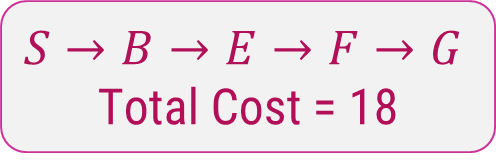 S → B → E → F → G
Total Cost = 18